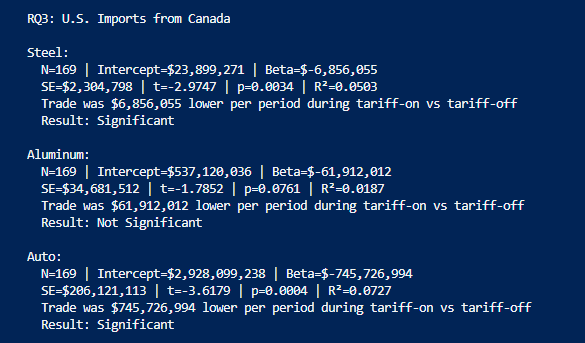 RQ3: U.S. Imports from Canada
Steel:
N=169 | Intercept=$23,899,271 | Beta=$-6,856,055
SE=$2,304,798 | t=-2.9747 | p=0.0034 | R²=0.0503
Trade was $6,856,055 lower per period during tariff-on vs tariff-off
Result: Significant
Aluminum:
N=169 | Intercept=$537,120,036 | Beta=$-61,912,012
SE=$34,681,512 | t=-1.7852 | p=0.0761 | R²=0.0187
Trade was $61,912,012 lower per period during tariff-on vs tariff-off
Result: Not Significant
Auto:
N=169 | Intercept=$2,928,099,238 | Beta=$-745,726,994
SE=$206,121,113 | t=-3.6179 | p=0.0004 | R²=0.0727
Trade was $745,726,994 lower per period during tariff-on vs tariff-off
Result: Significant